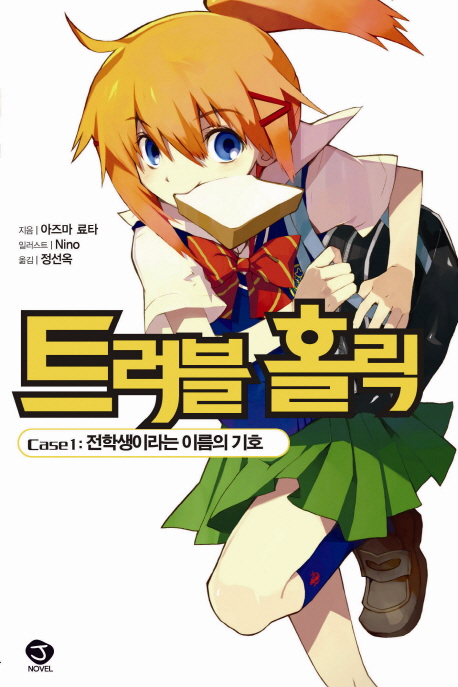 지음 | 아즈마 료타
일러스트 | Nino
옮김 | 정선옥
트러블 홀릭
Case1: 전학생이라는 이름의 기호
J
NOVEL